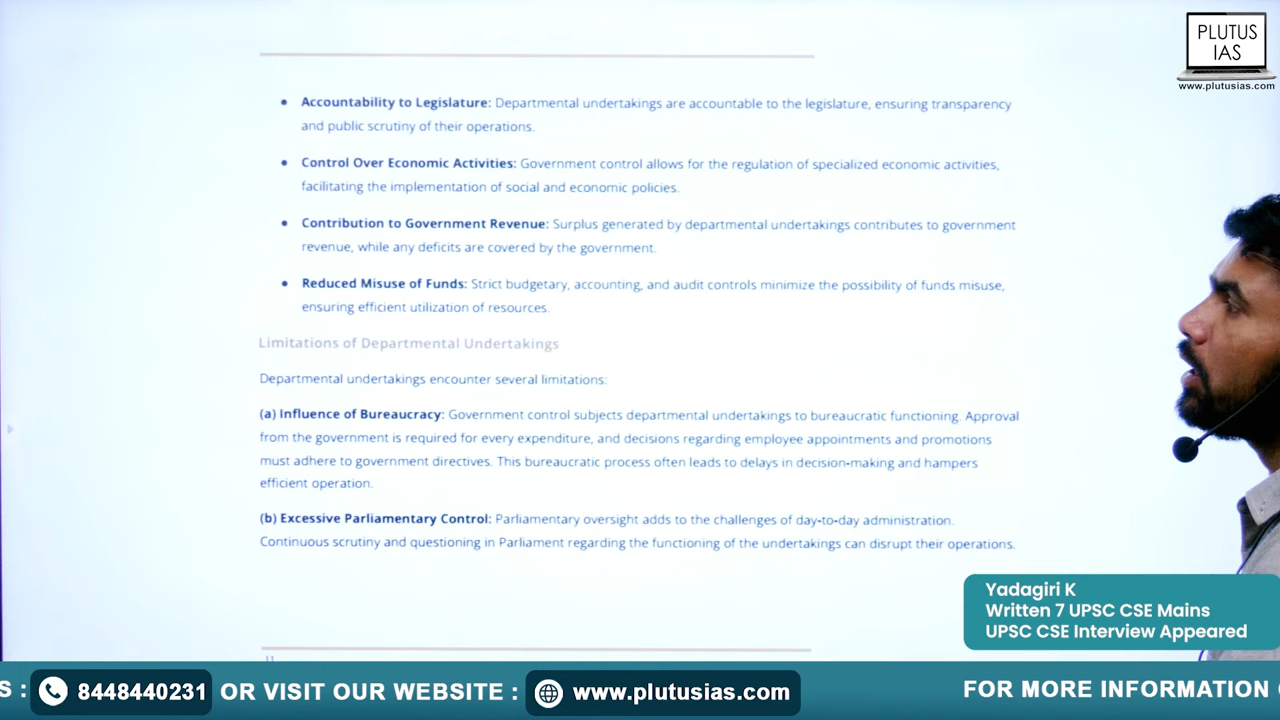 PLUTUS
IAS
www.plutusias.com
• Accountability to Legislature: Departmental undertakings are accountable to the legislature, ensuring transparency
and public scrutiny of their operations.
• Control Over Economic Activities: Government control allows for the regulation of specialized economic activities,
facilitating the implementation of social and economic policies.
• Contribution to Government Revenue: Surplus generated by departmental undertakings contributes to government
revenue, while any deficits are covered by the government.
• Reduced Misuse of Funds: Strict budgetary, accounting, and audit controls minimize the possibility of funds misuse,
ensuring efficient utilization of resources.
Limitations of Departmental Undertakings
Departmental undertakings encounter several limitations:
(a) Influence of Bureaucracy: Government control subjects departmental undertakings to bureaucratic functioning. Approval
from the government is required for every expenditure, and decisions regarding employee appointments and promotions
must adhere to government directives. This bureaucratic process often leads to delays in decision-making and hampers
efficient operation.
(b) Excessive Parliamentary Control: Parliamentary oversight adds to the challenges of day-to-day administration.
Continuous scrutiny and questioning in Parliament regarding the functioning of the undertakings can disrupt their operations.
Yadagiri K
Written 7 UPSC CSE Mains
UPSC CSE Interview Appeared
S : 8448440231 OR VISIT OUR WEBSITE : www.plutusias.com FOR MORE INFORMATION